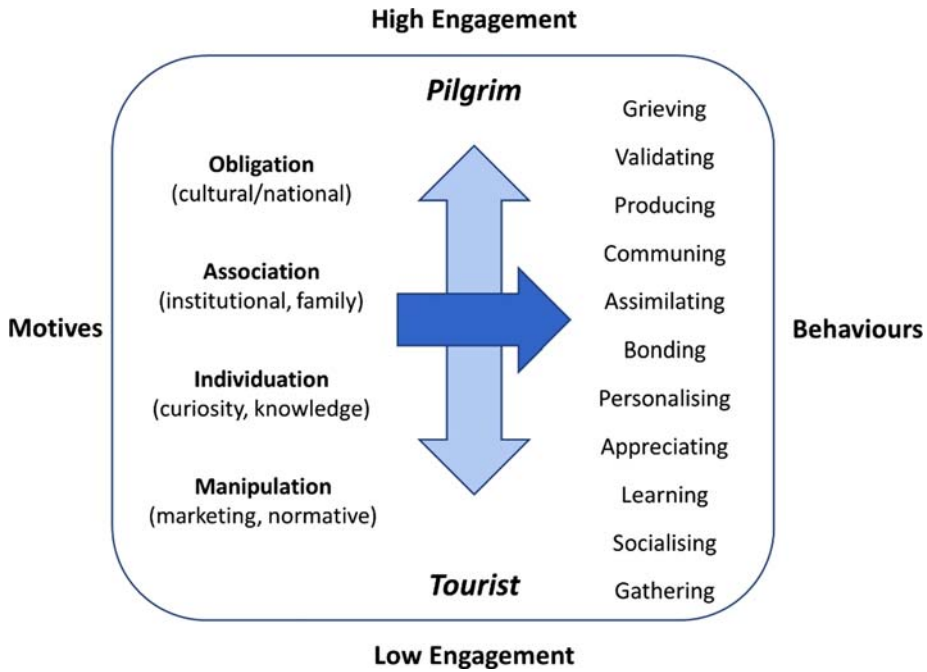 High Engagement
Pilgrim
Obligation
(cultural/national)
Association
(institutional, family)
Individuation
(curiosity, knowledge)
Manipulation
(marketing, normative)
Motives
Grieving
Validating
Producing
Communing
Assimilating
Bonding
Personalising
Appreciating
Learning
Socialising
Gathering
Behaviours
Tourist
Low Engagement